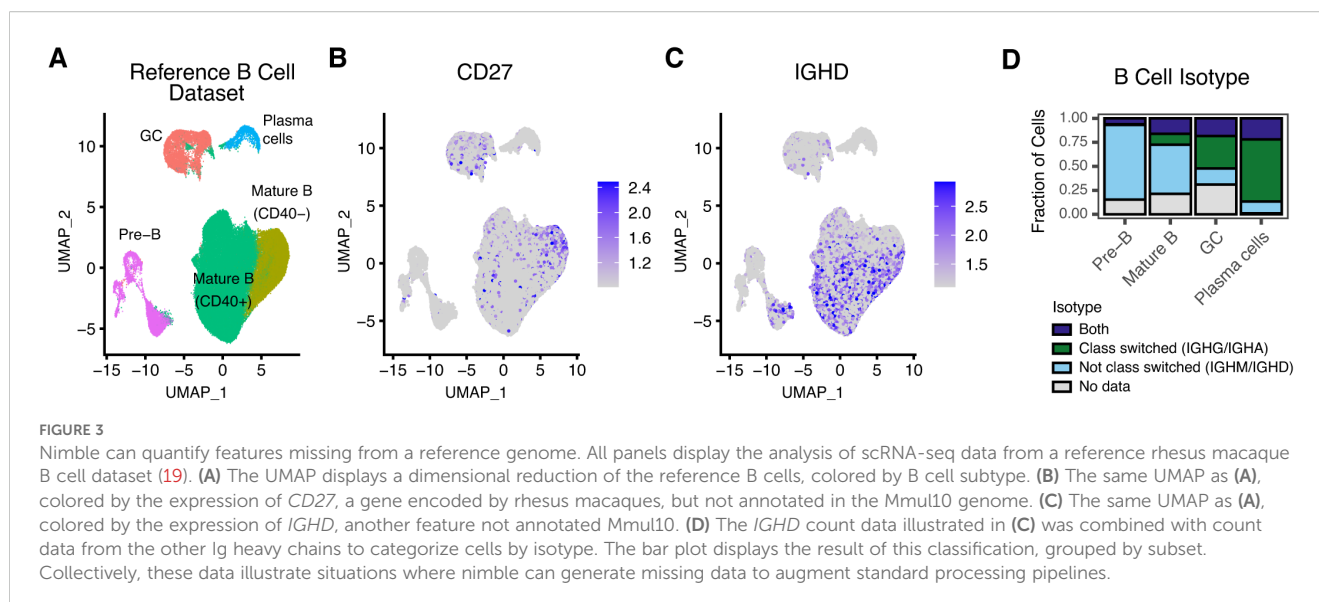 A
Reference B Cell
Dataset
GC
Plasma
cells
Mature B
(CD40−)
Pre−B
Mature B
(CD40+)
10
5
0
−5
UMAP_2
−15 −10 −5 0 5
UMAP_1
B
CD27
10
5
0
−5
UMAP_2
−15 −10 −5 0 5 10
UMAP_1
2.4
2.0
1.6
1.2
C
IGHD
10
5
0
−5
UMAP_2
−15 −10 −5 0 5 10
UMAP_1
2.5
2.0
1.5
D
B Cell Isotype
Fraction of Cells
1.00
0.75
0.50
0.25
0.00
Pre−B
Mature B
GC
Plasma cells
Isotype
Both
Class switched (IGHG/IGHA)
Not class switched (IGHM/IGHD)
No data
FIGURE 3
Nimble can quantify features missing from a reference genome. All panels display the analysis of scRNA-seq data from a reference rhesus macaque
B cell dataset (19). (A) The UMAP displays a dimensional reduction of the reference B cells, colored by B cell subtype. (B) The same UMAP as (A),
colored by the expression of CD27, a gene encoded by rhesus macaques, but not annotated in the Mmul10 genome. (C) The same UMAP as (A),
colored by the expression of IGHD, another feature not annotated Mmul10. (D) The IGHD count data illustrated in (C) was combined with count
data from the other Ig heavy chains to categorize cells by isotype. The bar plot displays the result of this classification, grouped by subset.
Collectively, these data illustrate situations where nimble can generate missing data to augment standard processing pipelines.